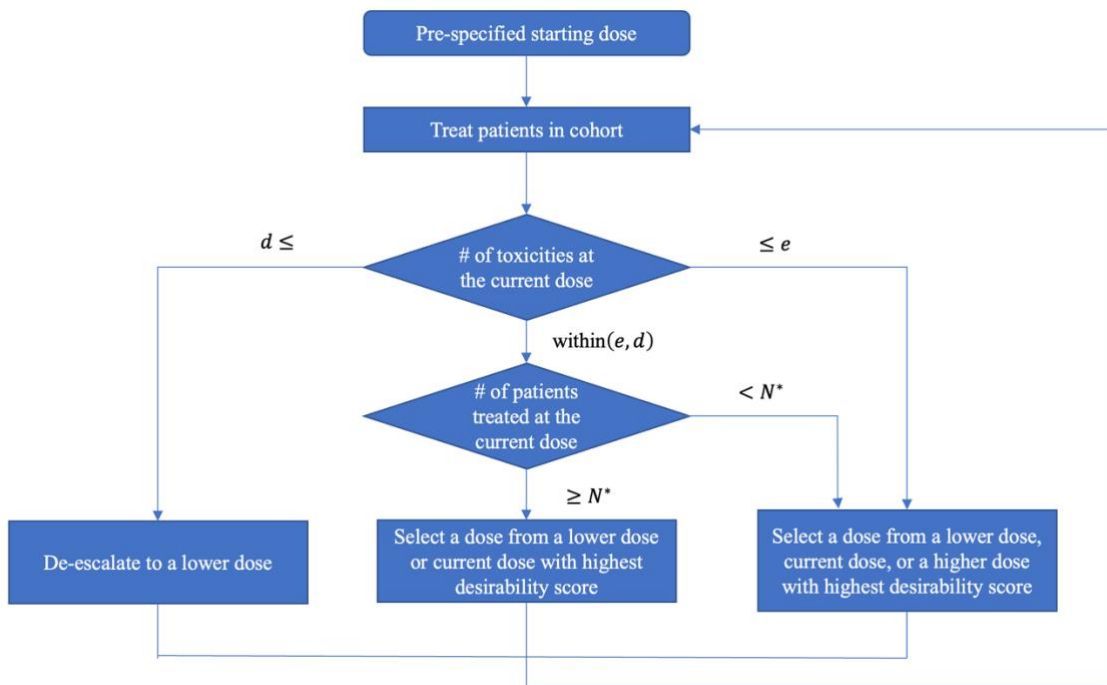 Pre-specified starting dose
Treat patients in cohort
d ≤
# of toxicities at
the current dose
≤ e
within(e, d)
# of patients
treated at the
current dose
< N*
≥ N*
De-escalate to a lower dose
Select a dose from a lower dose
or current dose with highest
desirability score
Select a dose from a lower dose,
current dose, or a higher dose
with highest desirability score